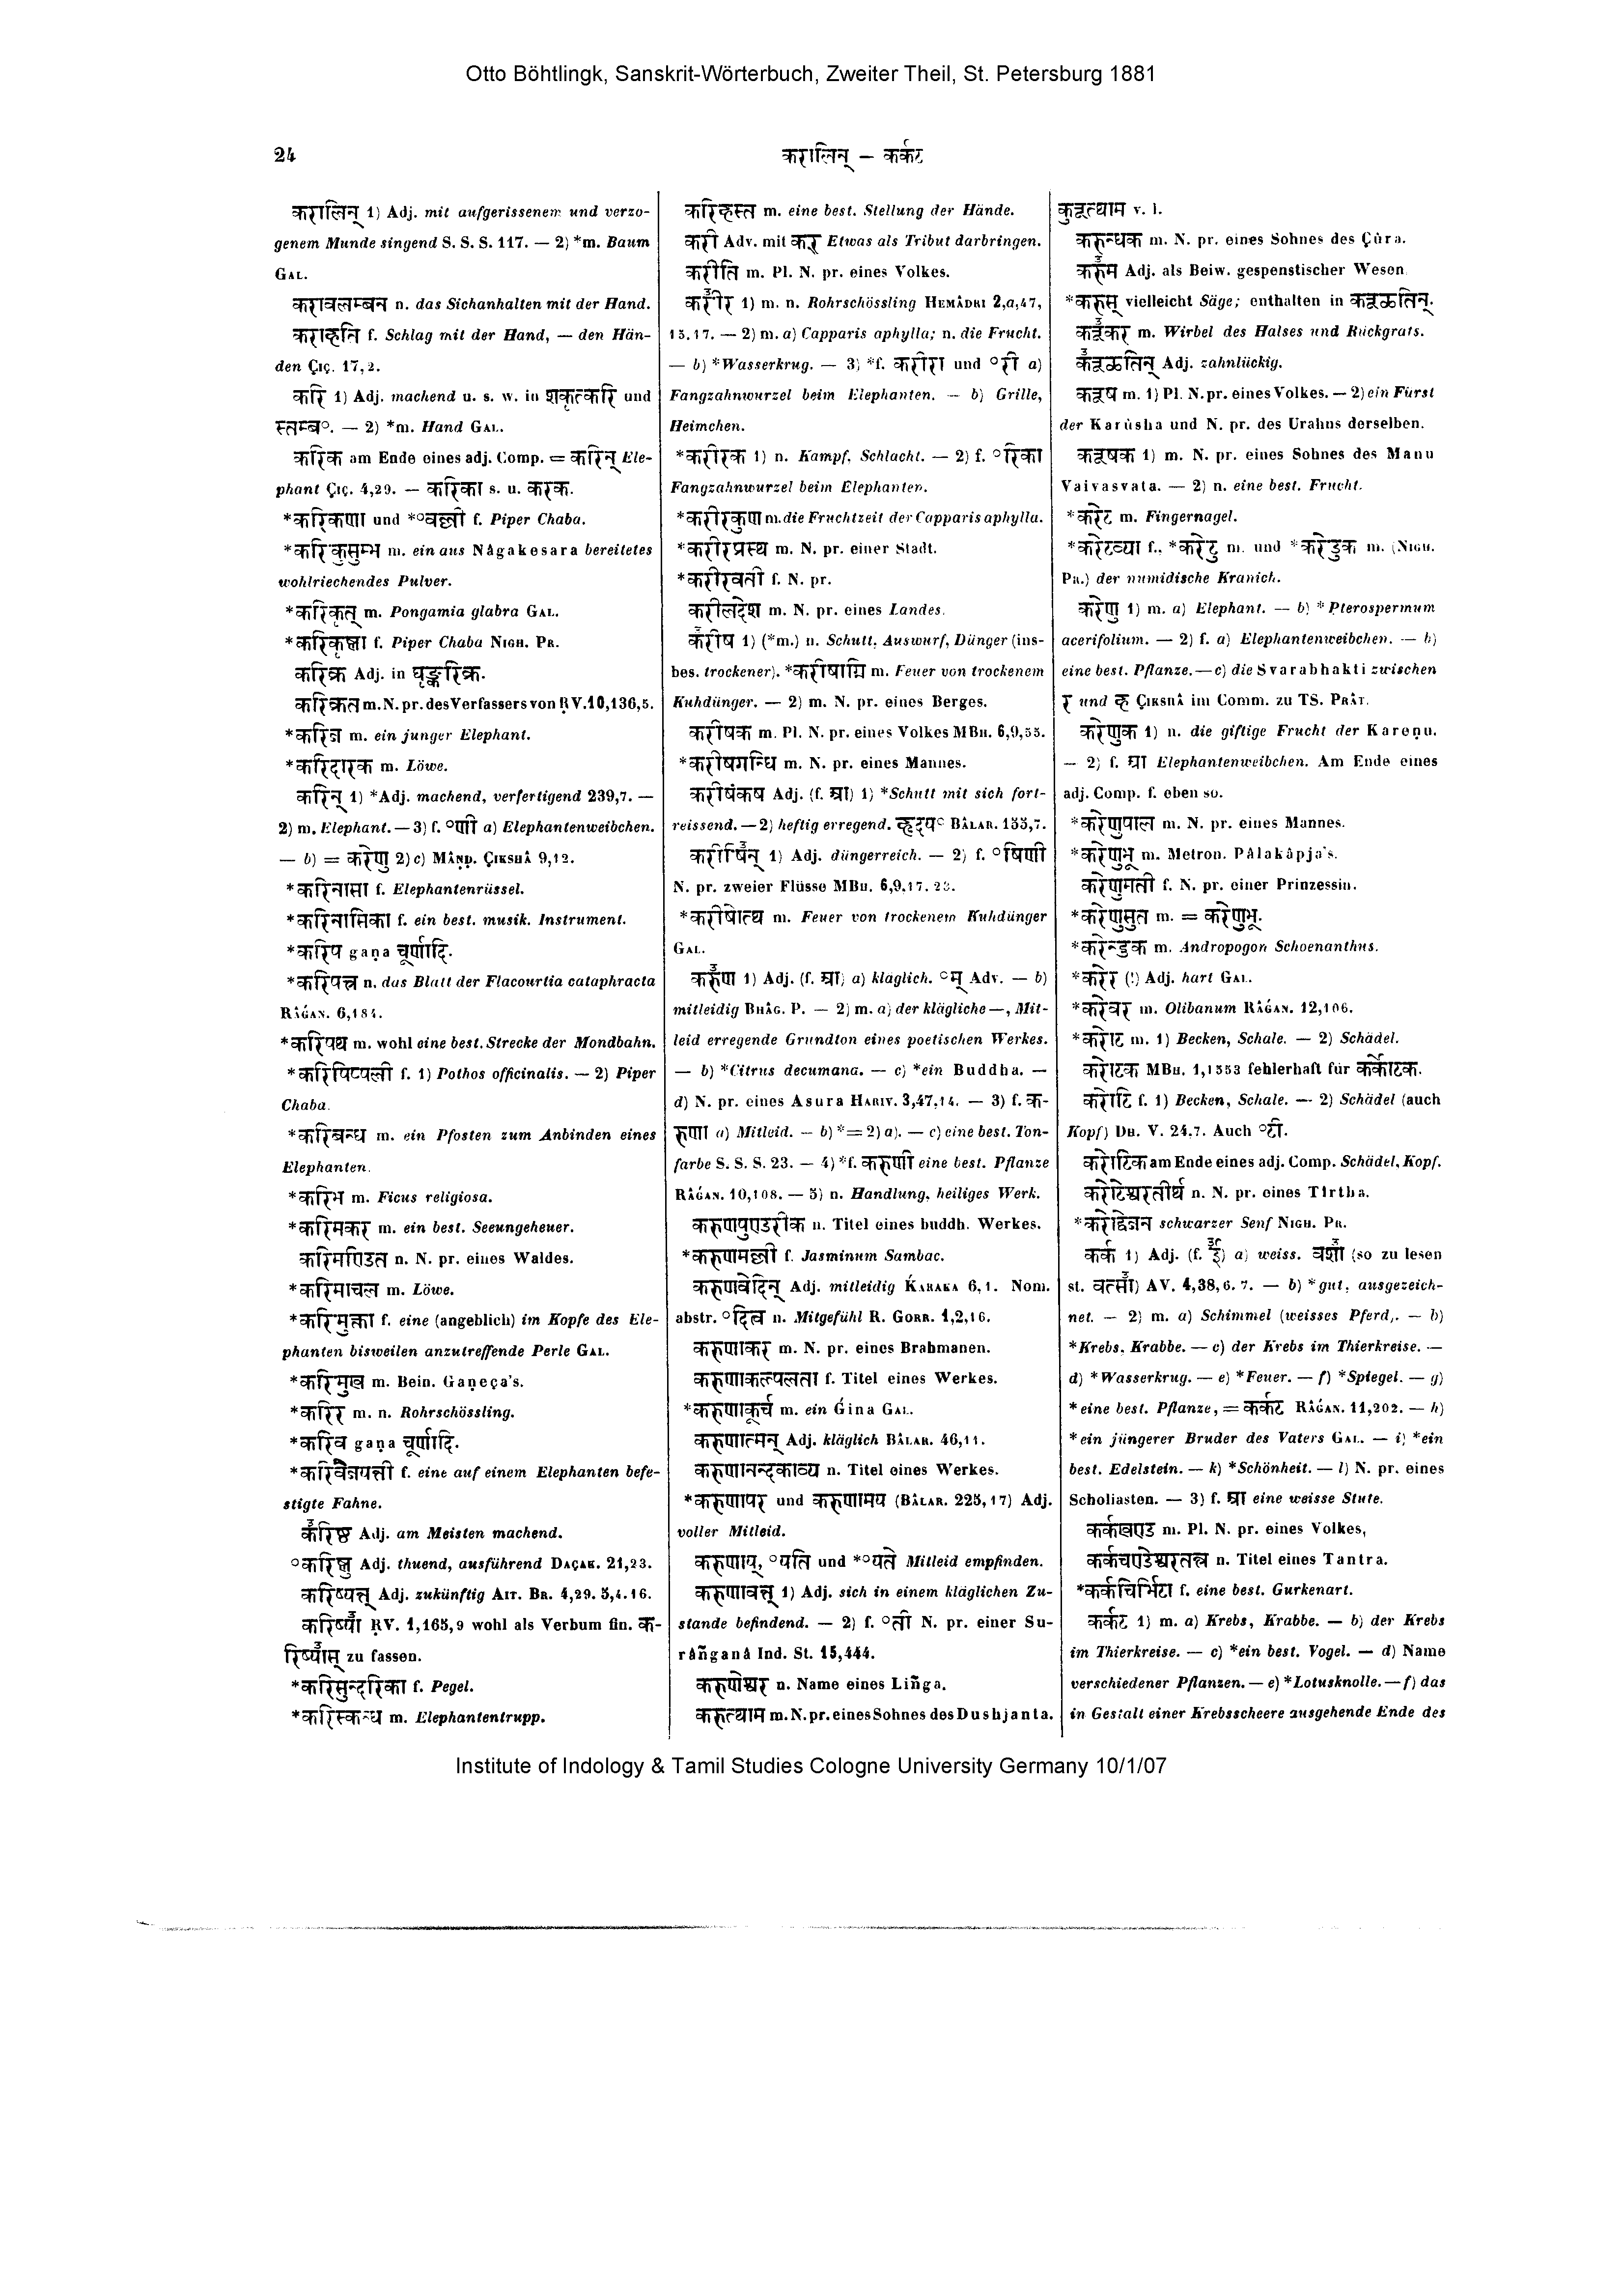 Otto Böhtlingk, Sanskrit-Wörterbuch, Zweiter Theil, St. Petersburg 1881
24
करालिन् – कर्कट
करालिन् 1) Adj. mit aufgerissenem und verzo-
genem Munde singend S. S. S. 117. — 2) *m. Baum
GAL.
करावलम्बन n. das Sichanhalten mit der Hand.
कराहति f. Schlag mit der Hand, — den Hän-
den ÇIÇ. 17,2.
करि 1) Adj. machend u. s. w. in शकृत्करि und
स्तम्ब॰. — 2) *m. Hand GAL.
करिक am Ende eines adj. Comp. = करिन् Ele-
phant ÇIÇ. 4,29. — करिका s. u. करक.
*करिकणा und *॰वल्ली f. Piper Chaba.
*करिकुसुम्भ m. ein aus Nâgakesara bereitetes
wohlriechendes Pulver.
*करिकृत् m. Pongamia glabra GAL.
*करिकृष्णा f. Piper Chaba NIGH. PR.
करिक्र Adj. in
करिक्रत m. N. pr. des Verfassers von ṚV. 10,136,5.
*करिज m. ein junger Elephant.
*करिदारक m. Löwe.
करिन् 1) *Adj. machend, verfertigend 239,7. —
2) m. Elephant. — 3) f. ॰णी a) Elephantenweibchen.
— b) = करेणु 2) c) MÂṆḌ. ÇIKSHÂ 9,12.
*करिनासा f. Elephantenrüssel.
*करिनासिका f. ein best. musik. Instrument.
*करिप gaṇa चूर्णादि.
*करिपत्त्र n. das Blatt der Flacourtia cataphracta
RÂǴAN. 6,184.
*करिपथ m. wohl eine best. Strecke der Mondbahn.
*करिपिप्पली f. 1) Pothos officinalis. — 2) Piper
Chaba.
*करिबन्ध m. ein Pfosten zum Anbinden eines
Elephanten.
*करिभ m. Ficus religiosa.
*करिमकर m. ein best. Seeungeheuer.
करिमण्डित n. N. pr. eines Waldes.
*करिमाचल m. Löwe.
*करिमुक्ता f. eine (angeblich) im Kopfe des Ele-
phanten bisweilen anzutreffende Perle GAL.
*करिमुख m. Bein. Gaṇeça's.
*करिर m. n. Rohrschössling.
*करिव gaṇa चूर्णादि.
*करिवैजयन्ती f. eine auf einem Elephanten befe-
stigte Fahne.
करिष्ठ Adj. am Meisten machend.
॰करिष्णु Adj. thuend, ausführend DAÇAK. 21,23.
करिष्यत् Adj. zukünftig AIT. BR. 4,29. 5,4.16.
करिष्या ṚV. 1,165,9 wohl als Verbum fin. क-
रिष्यास् zu fassen.
*करिसुन्दरिका f. Pegel.
*करिस्कन्ध m. Elephantentrupp.
करिहस्त m. eine best. Stellung der Hände.
करी Adv. mit कर् Etwas als Tribut darbringen.
करीति m. Pl. N. pr. eines Volkes.
करीर 1) m. n. Rohrschössling HEMÂDRI 2,a,47,
15.17. — 2) m. a) Capparis aphylla; n. die Frucht.
— b) *Wasserkrug. — 3) *f. करीरा und ॰री a)
Fangzahnwurzel beim Elephanten. — b) Grille,
Heimchen.
*करीरक 1) n. Kampf, Schlacht. — 2) f. ॰रिका
Fangzahnwurzel beim Elephanten.
*करीरकुण m. die Fruchtzeit der Capparis aphylla.
*करीरप्रस्थ m. N. pr. einer Stadt.
*करीरवती f. N. pr.
करीलदेश m. N. pr. eines Landes.
करीष 1) (*m.) n. Schutt, Auswurf, Dünger (ins-
bes. trockener). *करीषाग्नि m. Feuer von trockenem
Kuhdünger. — 2) m. N. pr. eines Berges.
करीषक m. Pl. N. pr. eines Volkes MBH. 6,9,55.
*करीषगन्धि m. N. pr. eines Mannes.
करीषंकष Adj. (f. आ) 1) *Schutt mit sich fort-
reissend. — 2) heftig erregend. हृदय॰ BÂLAR. 133,7.
करीषिन् 1) Adj. düngerreich. — 2) f. ॰षिणी
N. pr. zweier Flüsse MBH. 6,9,17. 23.
*करीषोत्थ m. Feuer von trockenem Kuhdünger
GAL.
करुण 1) Adj. (f. आ) a) kläglich. ॰म् Adv. — b)
mitleidig BHÂG. P. — 2) m. a) der klägliche —, Mit-
leid erregende Grundton eines poetischen Werkes.
— b) *Citrus decumana. — c) *ein Buddha. —
d) N. pr. eines Asura HARIV. 3,47,14. — 3) f. क-
रुणा a) Mitleid. — b) *= 2) a). — c) eine best. Ton-
farbe S. S. S. 23. — 4) *f. करुणी eine best. Pflanze
RÂǴAN. 10,108. — 5) n. Handlung, heiliges Werk.
करुणपुण्डरीक n. Titel eines buddh. Werkes.
*करुणमल्ली f. Jasminum Sambac.
करुणवेदिन् Adj. mitleidig KARAKA 6,1. Nom.
abstr. ॰दित्व n. Mitgefühl R. GORR. 1,2,16.
करुणाकर m. N. pr. eines Brahmanen.
करुणाकल्पलता f. Titel eines Werkes.
*करुणाकूर्च m. ein Ǵina GAL.
करुणात्मन् Adj. kläglich BÂLAR. 46,11.
करुणानन्दकाव्य n. Titel eines Werkes.
*करुणापर und करुणामय (BÂLAR. 225,17) Adj.
voller Mitleid.
करुणाय्, ॰यति und *॰यते Mitleid empfinden.
करुणावत् 1) Adj. sich in einem kläglichen Zu-
stande befindend. — 2) f. ॰ती N. pr. einer Su-
râñganâ Ind. St. 15,444.
करुणेश्वर n. Name eines Liñga.
करुत्थाम m. N. pr. eines Sohnes des Dushjanta.
v. l.
करुन्धक m. N. pr. eines Sohnes des Çûra.
करुम Adj. als Beiw. gespenstischer Wesen.
*करुस् vielleicht Säge; enthalten in करूळतिन्.
करूकर m. Wirbel des Halses und Rückgrats.
करूळतिन् Adj. zahnlückig.
करूष m. 1) Pl. N. pr. eines Volkes. — 2) ein Fürst
der Karûsha und N. pr. des Urahns derselben.
करूषक 1) m. N. pr. eines Sohnes des Manu
Vaivasvata. — 2) n. eine best. Frucht.
*करेट m. Fingernagel.
*करेटव्या f., *करेटु m. und *करेडुक m. (NIGH.
PR.) der numidische Kranich.
करेणु 1) m. a) Elephant. — b) *Pterospermum
acerifolium. — 2) f. a) Elephantenweibchen. — b)
eine best. Pflanze. — c) die Svarabhakti zwischen
र und ह ÇIKSHÂ im Comm. zu TS. PRÂT.
करेणुक 1) n. die giftige Frucht der Kareṇu.
— 2) f. आ Elephantenweibchen. Am Ende eines
adj. Comp. f. eben so.
*करेणुपाल m. N. pr. eines Mannes.
*करेणुभू m. Metron. Pâlakâpja's.
करेणुमती f. N. pr. einer Prinzessin.
*करेणुसुत m. = करेणुभू.
*करेन्दुक m. Andropogon Schoenanthus.
*करेर (!) Adj. hart GAL.
*करेवर m. Olibanum RÂǴAN. 12,106.
*करोट m. 1) Becken, Schale. — 2) Schädel.
करोटक MBH. 1,1553 fehlerhaft für कर्कोटक.
करोटि f. 1) Becken, Schale. — 2) Schädel (auch
Kopf) DH. V. 24,7. Auch ॰टी.
करोटिक am Ende eines adj. Comp. Schädel, Kopf.
करोटेश्वरतीर्थ n. N. pr. eines Tîrtha.
schwarzer Senf NIGH. PR.
कर्क 1) Adj. (f. ई) a) weiss. वशा (so zu lesen
st. वत्सा) AV. 4,38,6. 7. — b) *gut, ausgezeich-
net. — 2) m. a) Schimmel (weisses Pferd). — b)
*Krebs, Krabbe. — c) der Krebs im Thierkreise. —
d) *Wasserkrug. — e) *Feuer. — f) *Spiegel. — g)
*eine best. Pflanze, = कर्कट RÂǴAN. 11,202. — h)
*ein jüngerer Bruder des Vaters GAL. — i) *ein
best. Edelstein. — k) *Schönheit. — l) N. pr. eines
Scholiasten. — 3) f. आ eine weisse Stute.
कर्कखण्ड m. Pl. N. pr. eines Volkes,
कर्कचण्डेश्वरतन्त्र n. Titel eines Tantra.
*कर्कचिर्भिटा f. eine best. Gurkenart.
कर्कट 1) m. a) Krebs, Krabbe. — b) der Krebs
im Thierkreise. — c) *ein best. Vogel. — d) Name
verschiedener Pflanzen. — e) *Lotusknolle. — f) das
in Gestalt einer Krebsscheere ausgehende Ende des
Institute of Indology & Tamil Studies Cologne University Germany 10/1/07